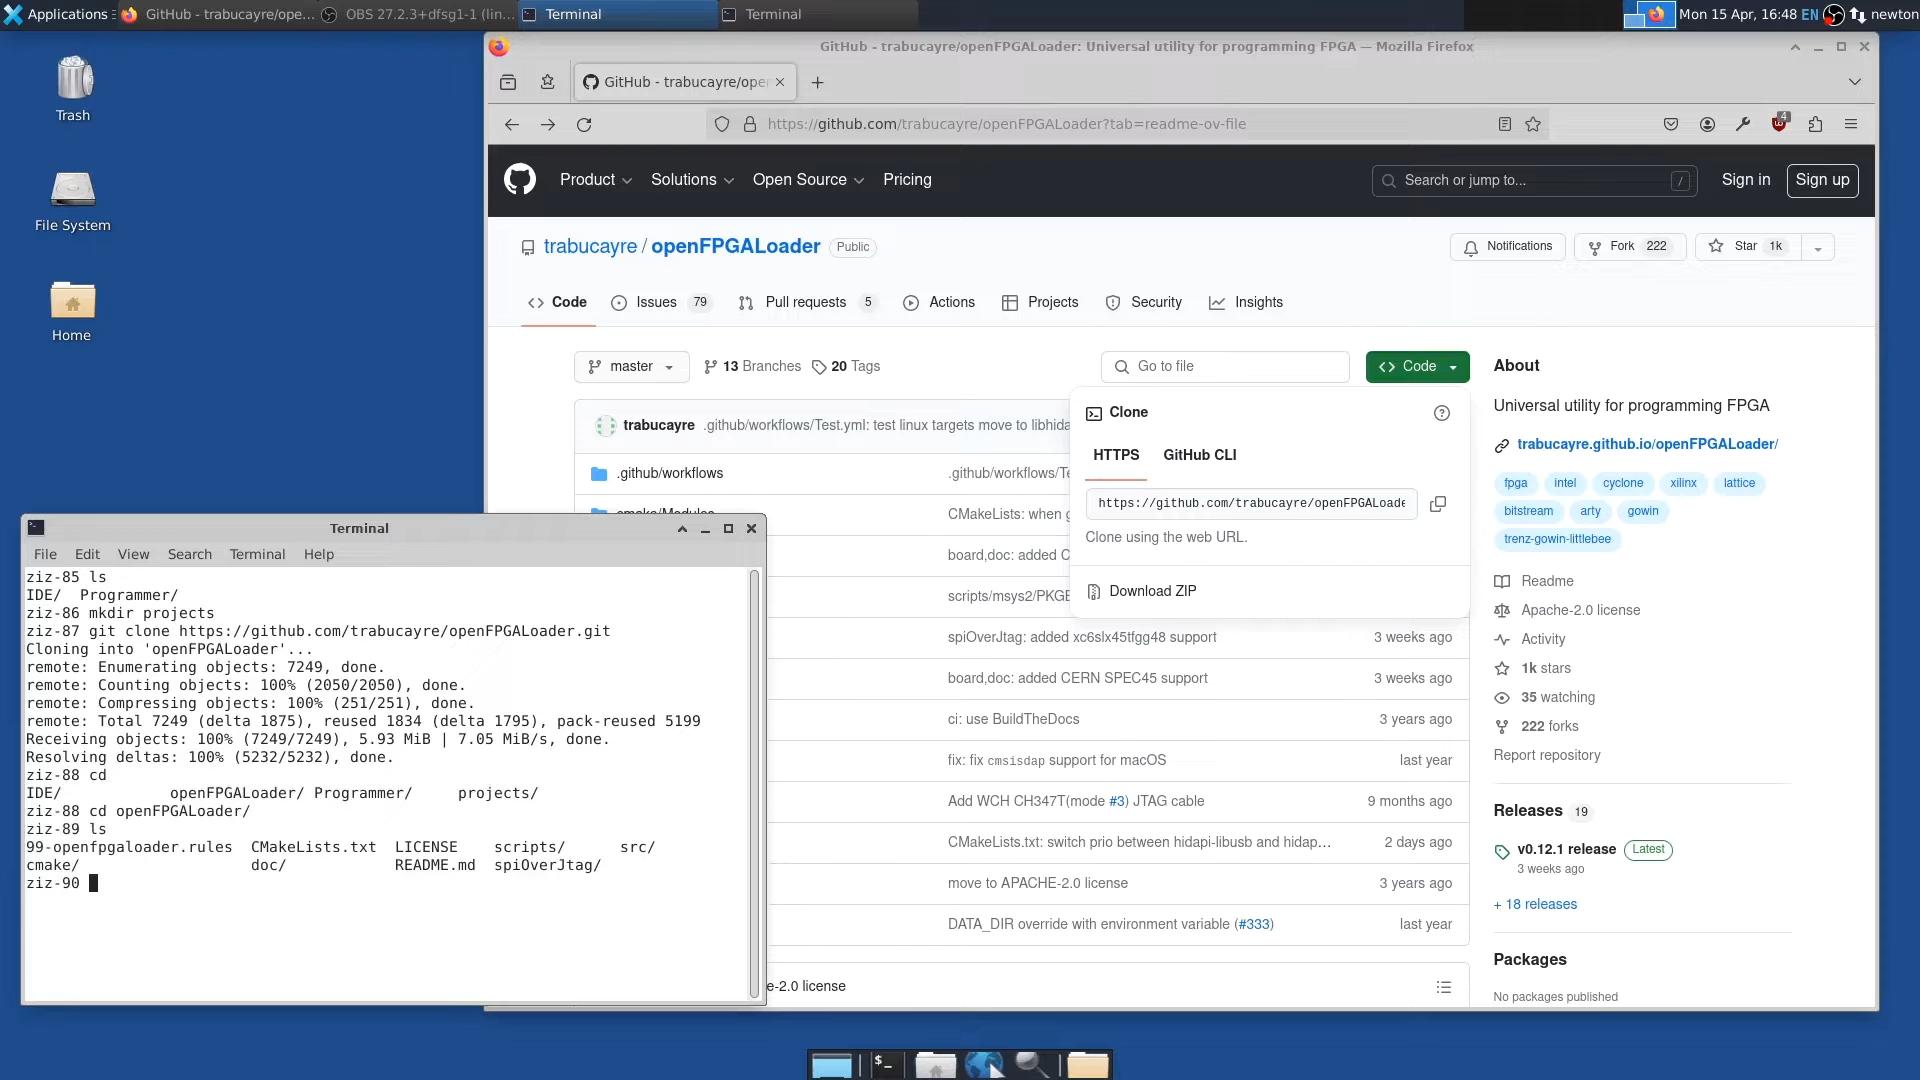 Applications
GitHub - trabucayre/ope...
OBS 27.2.3+dfsg1-1 (lin...
Terminal
Terminal
Mon 15 Apr, 16:48
EN
newton
Trash
File System
Home
GitHub - trabucayre/openFPGALoader: Universal utility for programming FPGA — Mozilla Firefox
GitHub - trabucayre/ope
https://github.com/trabucayre/openFPGALoader?tab=readme-ov-file
4
Product
Solutions
Open Source
Pricing
Search or jump to...
/
Sign in
Sign up
trabucayre / openFPGALoader
Public
Notifications
Fork 222
Star 1k
Code
Issues 79
Pull requests 5
Actions
Projects
Security
Insights
master
13 Branches
20 Tags
Go to file
Code
trabucayre .github/workflows/Test.yml: test linux targets move to libhida
.github/workflows
.github/workflows/Te
cmake/Modules
CMakeLists: when g
board,doc: added C
scripts/msys2/PKGE
spiOverJtag: added xc6slx45tfgg48 support
3 weeks ago
board,doc: added CERN SPEC45 support
3 weeks ago
ci: use BuildTheDocs
3 years ago
fix: fix cmsisdap support for macOS
last year
Add WCH CH347T(mode #3) JTAG cable
9 months ago
CMakeLists.txt: switch prio between hidapi-libusb and hidap...
2 days ago
move to APACHE-2.0 license
3 years ago
DATA_DIR override with environment variable (#333)
last year
e-2.0 license
Clone
HTTPS
GitHub CLI
https://github.com/trabucayre/openFPGALoade
Clone using the web URL.
Download ZIP
About
Universal utility for programming FPGA
trabucayre.github.io/openFPGALoader/
fpga intel cyclone xilinx lattice
bitstream arty gowin
trenz-gowin-littlebee
Readme
Apache-2.0 license
Activity
1k stars
35 watching
222 forks
Report repository
Releases 19
v0.12.1 release Latest
3 weeks ago
+ 18 releases
Packages
No packages published
Terminal
File Edit View Search Terminal Help
ziz-85 ls
IDE/  Programmer/
ziz-86 mkdir projects
ziz-87 git clone https://github.com/trabucayre/openFPGALoader.git
Cloning into 'openFPGALoader'...
remote: Enumerating objects: 7249, done.
remote: Counting objects: 100% (2050/2050), done.
remote: Compressing objects: 100% (251/251), done.
remote: Total 7249 (delta 1875), reused 1834 (delta 1795), pack-reused 5199
Receiving objects: 100% (7249/7249), 5.93 MiB | 7.05 MiB/s, done.
Resolving deltas: 100% (5232/5232), done.
ziz-88 cd
IDE/            openFPGALoader/ Programmer/     projects/
ziz-88 cd openFPGALoader/
ziz-89 ls
99-openfpgaloader.rules  CMakeLists.txt  LICENSE    scripts/      src/
cmake/                   doc/            README.md  spiOverJtag/
ziz-90